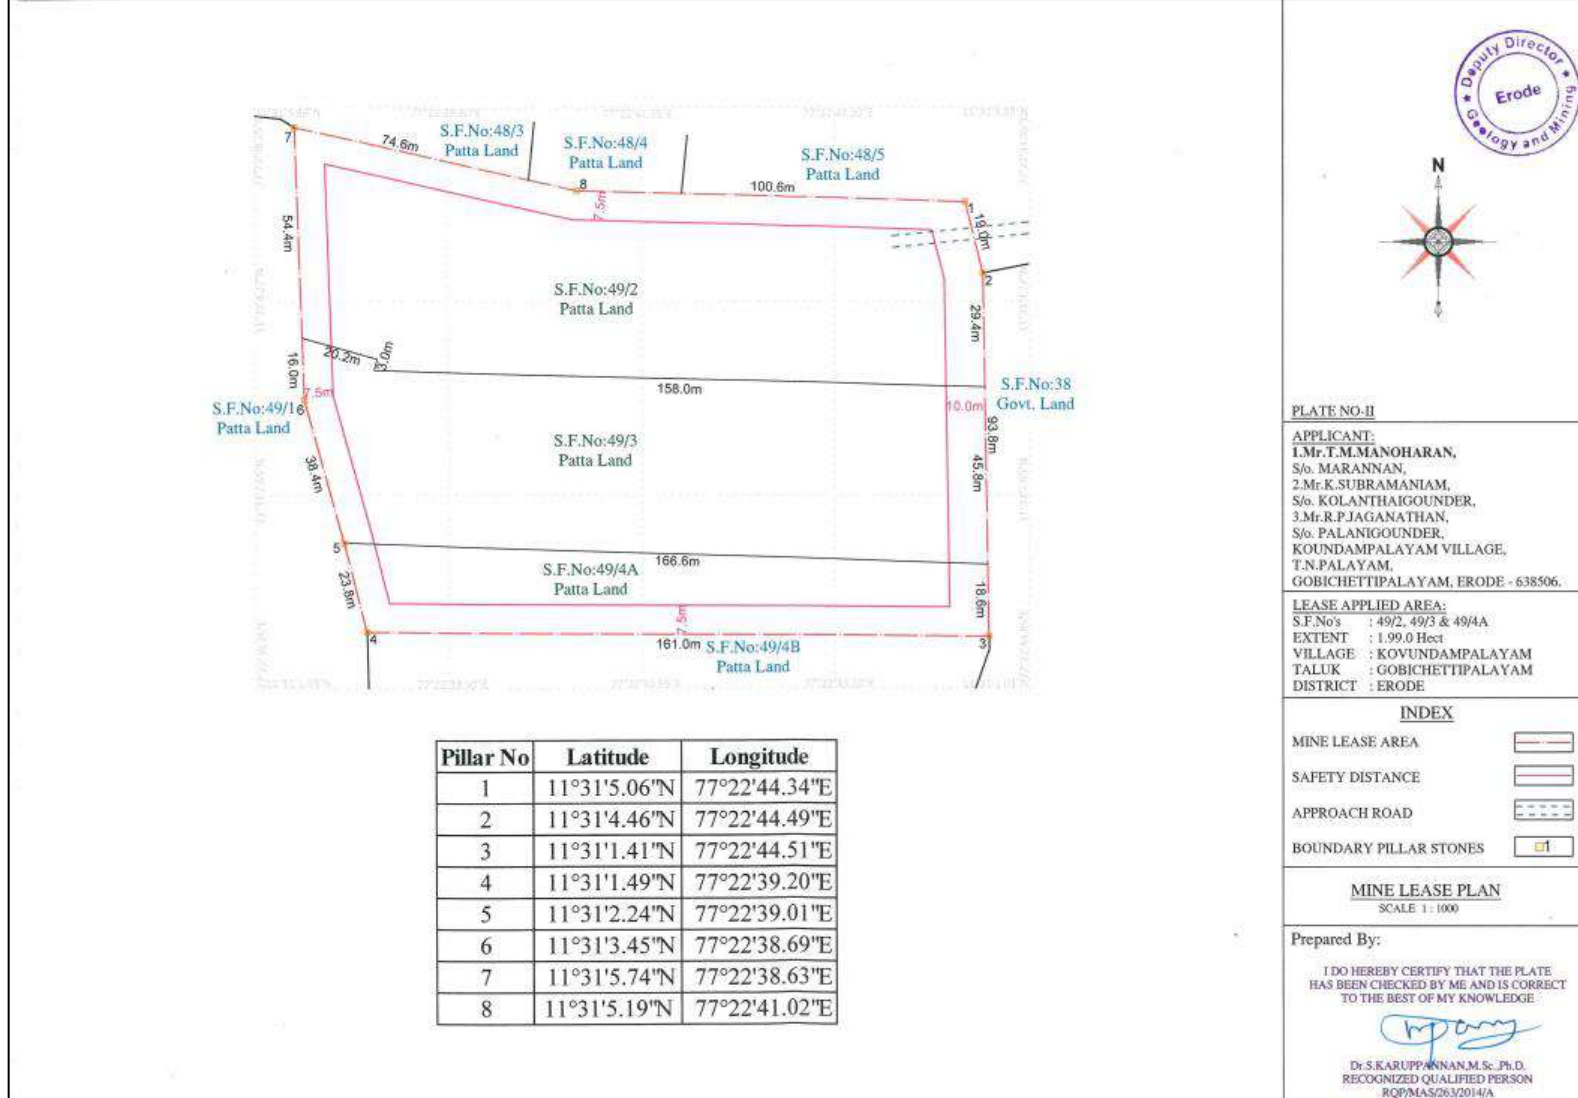 7
74.6m
S.F.No:48/3
Patta Land
S.F.No:48/4
Patta Land
8
7.5m
S.F.No:48/5
Patta Land
100.6m
1
19.0m
2
54.4m
S.F.No:49/2
Patta Land
29.4m
16.0m
20.2m
3.0m
158.0m
S.F.No:38
Govt. Land
7.5m
10.0m
S.F.No:49/1
Patta Land
6
93.8m
S.F.No:49/3
Patta Land
38.4m
45.8m
5
166.6m
S.F.No:49/4A
Patta Land
23.8m
18.6m
7.5m
4
161.0m
S.F.No:49/4B
Patta Land
3
Pillar No Latitude Longitude
1 11°31'5.06"N 77°22'44.34"E
2 11°31'4.46"N 77°22'44.49"E
3 11°31'1.41"N 77°22'44.51"E
4 11°31'1.49"N 77°22'39.20"E
5 11°31'2.24"N 77°22'39.01"E
6 11°31'3.45"N 77°22'38.69"E
7 11°31'5.74"N 77°22'38.63"E
8 11°31'5.19"N 77°22'41.02"E
Deputy Director
Erode
Geology and Mining
N
PLATE NO-II
APPLICANT:
1.Mr.T.M.MANOHARAN,
S/o. MARANNAN,
2.Mr.K.SUBRAMANIAM,
S/o. KOLANTHAIGOUNDER,
3.Mr.R.P.JAGANATHAN,
S/o. PALANIGOUNDER,
KOUNDAMPALAYAM VILLAGE,
T.N.PALAYAM,
GOBICHETTIPALAYAM, ERODE - 638506.
LEASE APPLIED AREA:
S.F.No's : 49/2, 49/3 & 49/4A
EXTENT : 1.99.0 Hect
VILLAGE : KOVUNDAMPALAYAM
TALUK : GOBICHETTIPALAYAM
DISTRICT : ERODE
INDEX
MINE LEASE AREA
SAFETY DISTANCE
APPROACH ROAD
BOUNDARY PILLAR STONES 1
MINE LEASE PLAN
SCALE 1 : 1000
Prepared By:
I DO HEREBY CERTIFY THAT THE PLATE
HAS BEEN CHECKED BY ME AND IS CORRECT
TO THE BEST OF MY KNOWLEDGE
Dr.S.KARUPPANNAN,M.Sc.,Ph.D.
RECOGNIZED QUALIFIED PERSON
RQP/MAS/263/2014/A